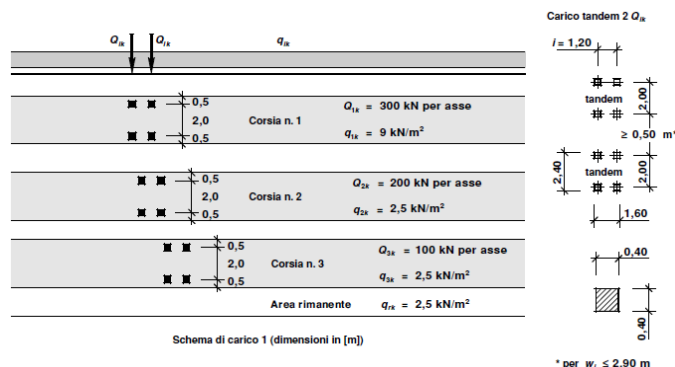 Carico tandem 2 Qik
Qik Qik qik
i = 1,20
tandem
2,00
≥ 0,50 m*
tandem
2,00
2,40
1,60
0,40
0,40
* per wi ≤ 2,90 m
0,5
2,0
0,5
Corsia n. 1
Q1k = 300 kN per asse
q1k = 9 kN/m²
0,5
2,0
0,5
Corsia n. 2
Q2k = 200 kN per asse
q2k = 2,5 kN/m²
0,5
2,0
0,5
Corsia n. 3
Q3k = 100 kN per asse
q3k = 2,5 kN/m²
Area rimanente qrk = 2,5 kN/m²
Schema di carico 1 (dimensioni in [m])